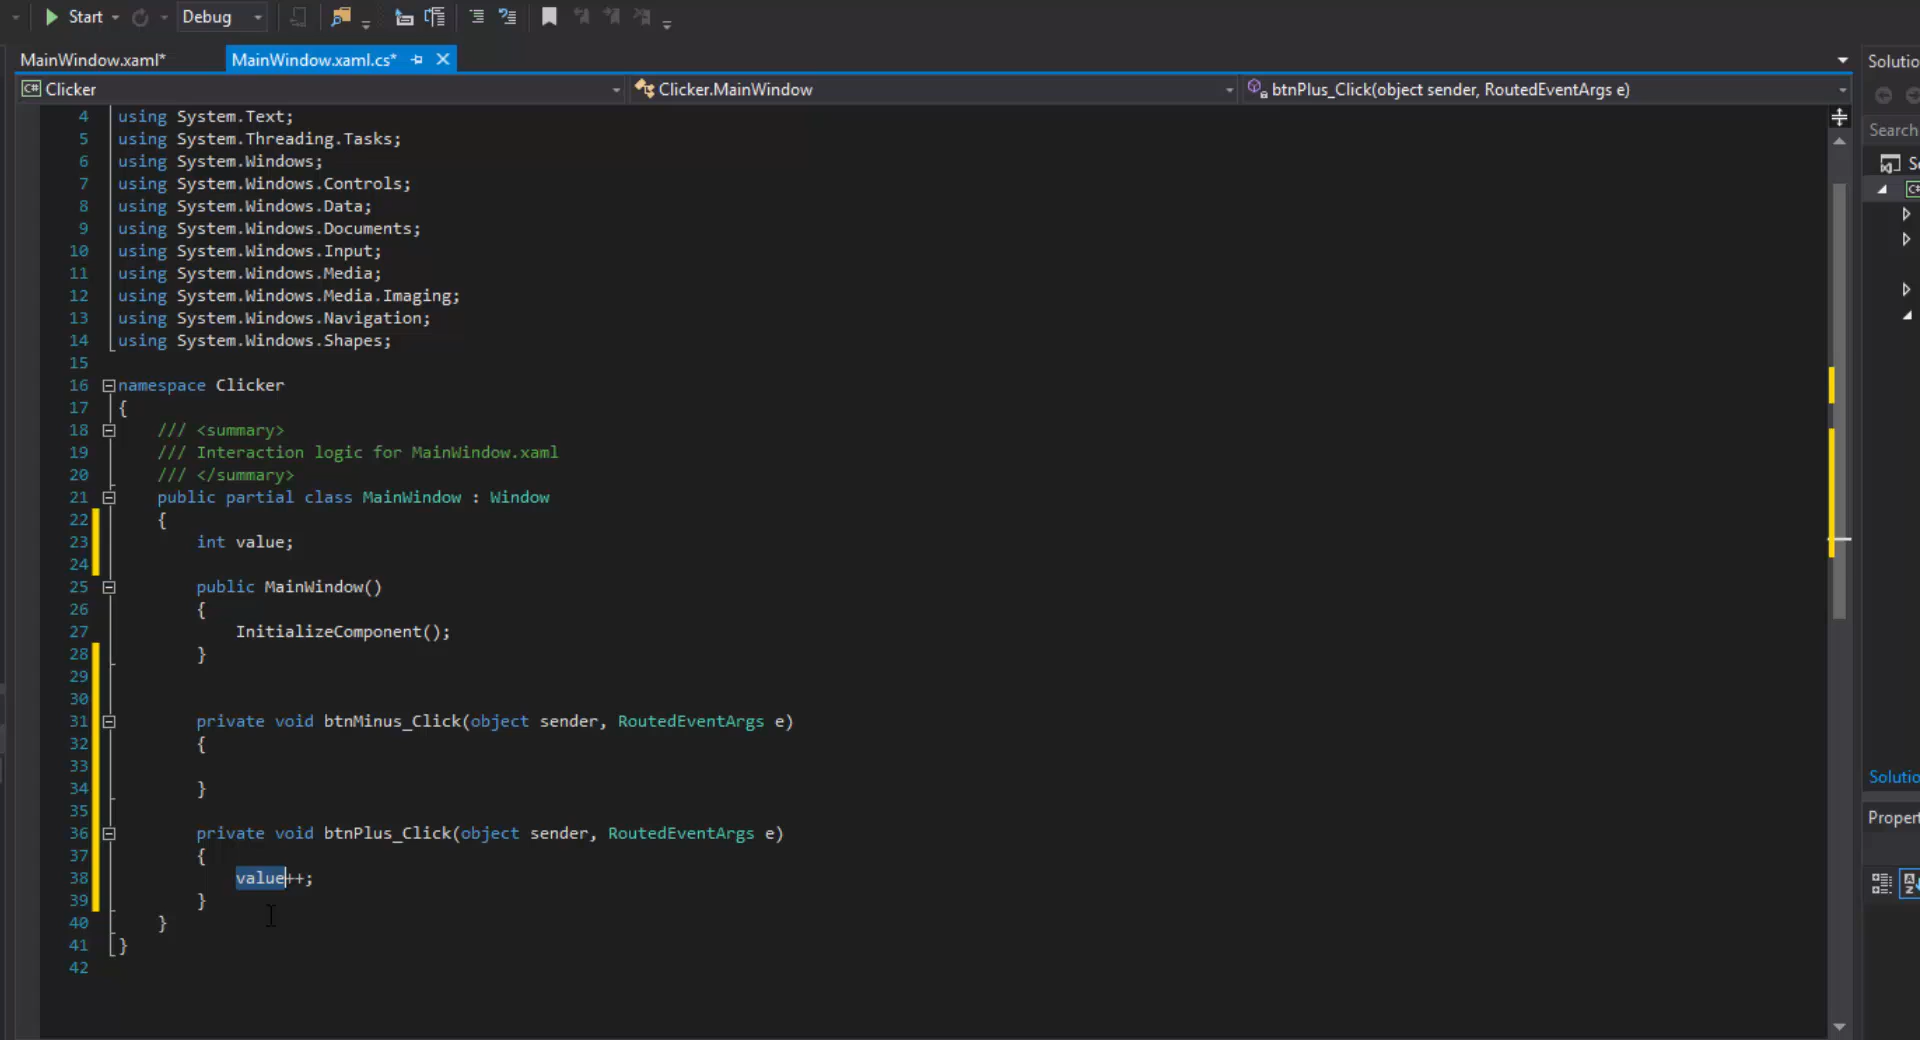 Start Debug
MainWindow.xaml* MainWindow.xaml.cs*
Clicker Clicker.MainWindow btnPlus_Click(object sender, RoutedEventArgs e)
Solutio
Search
4 using System.Text;
5 using System.Threading.Tasks;
6 using System.Windows;
7 using System.Windows.Controls;
8 using System.Windows.Data;
9 using System.Windows.Documents;
10 using System.Windows.Input;
11 using System.Windows.Media;
12 using System.Windows.Media.Imaging;
13 using System.Windows.Navigation;
14 using System.Windows.Shapes;
15
16 namespace Clicker
17 {
18 /// <summary>
19 /// Interaction logic for MainWindow.xaml
20 /// </summary>
21 public partial class MainWindow : Window
22 {
23 int value;
24
25 public MainWindow()
26 {
27 InitializeComponent();
28 }
29
30
31 private void btnMinus_Click(object sender, RoutedEventArgs e)
32 {
33
34 }
35
36 private void btnPlus_Click(object sender, RoutedEventArgs e)
37 {
38 value++;
39 }
40 }
41 }
42
Solutio
Propert